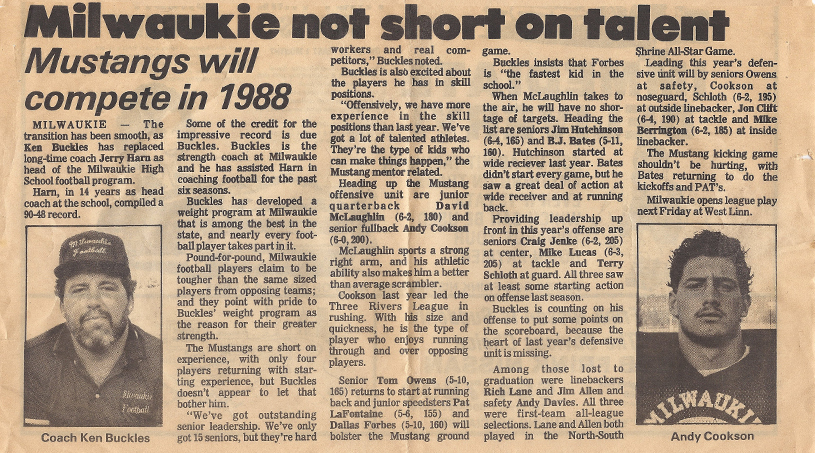 Milwaukie not short on talent
Mustangs will
compete in 1988
MILWAUKIE — The
transition has been smooth, as
Ken Buckles has replaced
long-time coach Jerry Harn as
head of the Milwaukie High
School football program.
Harn, in 14 years as head
coach at the school, compiled a
90-48 record.
Milwaukie
Football
Milwaukie
Football
Coach Ken Buckles
Some of the credit for the
impressive record is due
Buckles. Buckles is the
strength coach at Milwaukie
and he has assisted Harn in
coaching football for the past
six seasons.
Buckles has developed a
weight program at Milwaukie
that is among the best in the
state, and nearly every foot-
ball player takes part in it.
Pound-for-pound, Milwaukie
football players claim to be
tougher than the same sized
players from opposing teams;
and they point with pride to
Buckles' weight program as
the reason for their greater
strength.
The Mustangs are short on
experience, with only four
players returning with star-
ting experience, but Buckles
doesn't appear to let that
bother him.
"We've got outstanding
senior leadership. We've only
got 15 seniors, but they're hard
workers and real com-
petitors," Buckles noted.
Buckles is also excited about
the players he has in skill
positions.
"Offensively, we have more
experience in the skill
positions than last year. We've
got a lot of talented athletes.
They're the type of kids who
can make things happen," the
Mustang mentor related.
Heading up the Mustang
offensive unit are junior
quarterback David
McLaughlin (6-2, 180) and
senior fullback Andy Cookson
(6-0, 200).
McLaughlin sports a strong
right arm, and his athletic
ability also makes him a better
than average scrambler.
Cookson last year led the
Three Rivers League in
rushing. With his size and
quickness, he is the type of
player who enjoys running
through and over opposing
players.
Senior Tom Owens (5-10,
165) returns to start at running
back and junior speedsters Pat
LaFontaine (5-6, 155) and
Dallas Forbes (5-10, 160) will
bolster the Mustang ground
game.
Buckles insists that Forbes
is "the fastest kid in the
school."
When McLaughlin takes to
the air, he will have no shor-
tage of targets. Heading the
list are seniors Jim Hutchinson
(6-4, 165) and B.J. Bates (5-11,
160). Hutchinson started at
wide reciever last year. Bates
didn't start every game, but he
saw a great deal of action at
wide receiver and at running
back.
Providing leadership up
front in this year's offense are
seniors Craig Jenke (6-2, 205)
at center, Mike Lucas (6-3,
205) at tackle and Terry
Schloth at guard. All three saw
at least some starting action
on offense last season.
Buckles is counting on his
offense to put some points on
the scoreboard, because the
heart of last year's defensive
unit is missing.
Among those lost to
graduation were linebackers
Rich Lane and Jim Allen and
safety Andy Davies. All three
were first-team all-league
selections. Lane and Allen both
played in the North-South
Shrine All-Star Game.
Leading this year's defen-
sive unit will by seniors Owens
at safety, Cookson at
noseguard, Schloth (6-2, 195)
at outside linebacker, Jon Clift
(6-4, 190) at tackle and Mike
Berrington (6-2, 185) at inside
linebacker.
The Mustang kicking game
shouldn't be hurting, with
Bates returning to do the
kickoffs and PAT's.
Milwaukie opens league play
next Friday at West Linn.
MILWAUKI
Andy Cookson